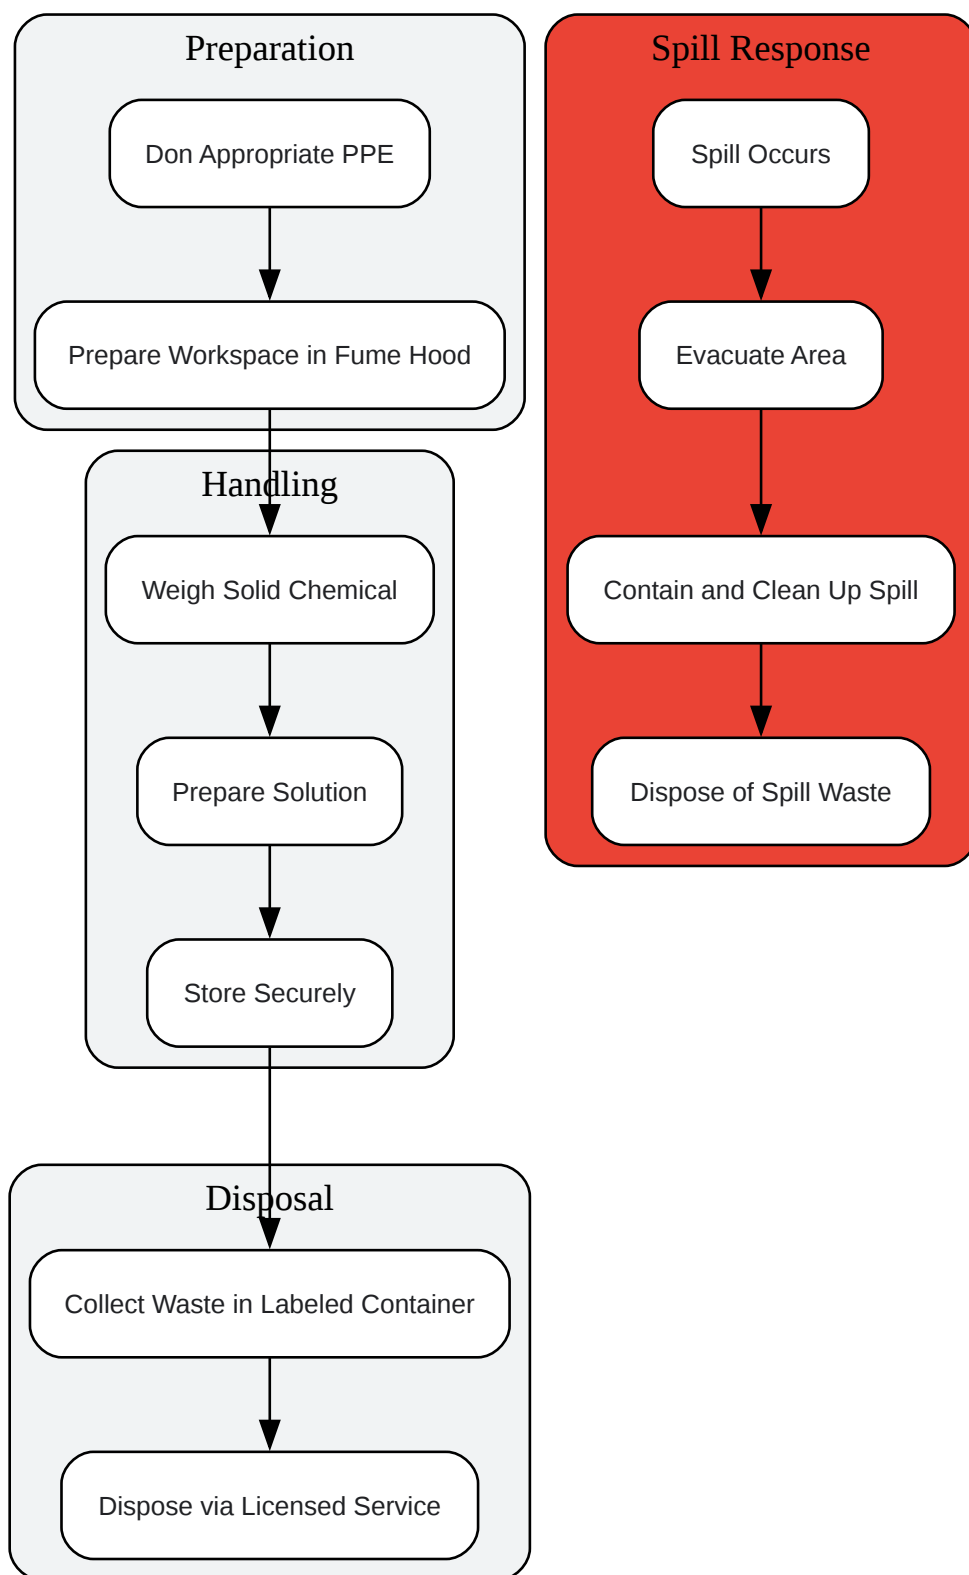 Preparation
Don Appropriate PPE
Prepare Workspace in Fume Hood
Handling
Weigh Solid Chemical
Prepare Solution
Store Securely
Disposal
Collect Waste in Labeled Container
Dispose via Licensed Service
Spill Response
Spill Occurs
Evacuate Area
Contain and Clean Up Spill
Dispose of Spill Waste